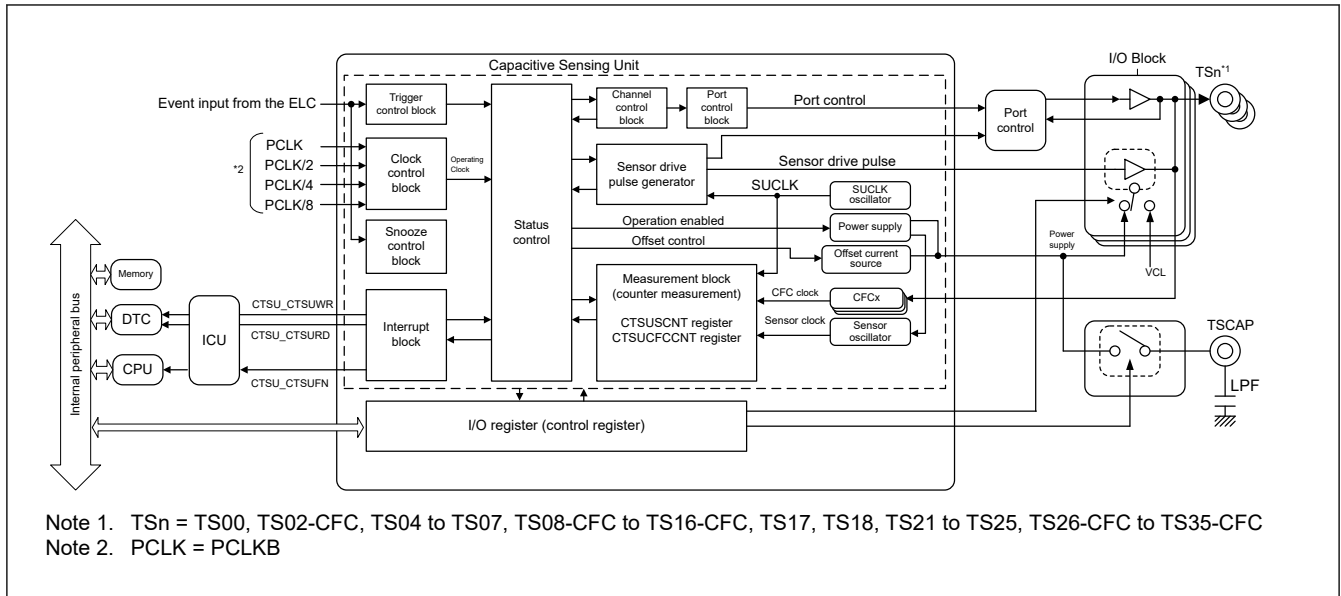 Capacitive Sensing Unit
I/O Block
TSn*1
Event input from the ELC
Trigger
control block
Channel
control
block
Port
control
block
Port control
Port
control
*2
PCLK
PCLK/2
PCLK/4
PCLK/8
Clock
control
block
Operating
Clock
Status
control
Sensor drive
pulse generator
Sensor drive pulse
SUCLK
SUCLK
oscillator
Snooze
control
block
Operation enabled
Power supply
Offset control
Offset current
source
Power
supply
VCL
Internal peripheral bus
Memory
DTC
CPU
ICU
CTSU_CTSUWR
CTSU_CTSURD
CTSU_CTSUFN
Interrupt
block
Measurement block
(counter measurement)
CTSUSCNT register
CTSUCFCCNT register
CFC clock
CFCx
Sensor clock
Sensor
oscillator
TSCAP
LPF
I/O register (control register)
Note 1. TSn = TS00, TS02-CFC, TS04 to TS07, TS08-CFC to TS16-CFC, TS17, TS18, TS21 to TS25, TS26-CFC to TS35-CFC
Note 2. PCLK = PCLKB